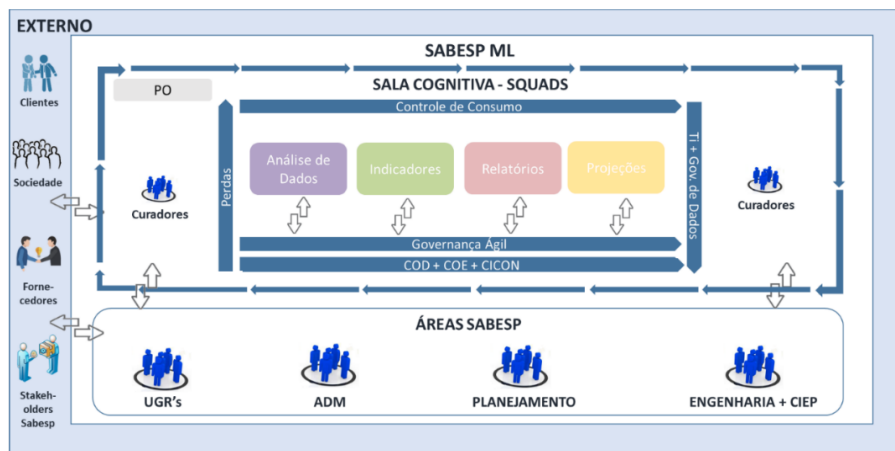 EXTERNO
SABESP ML
SALA COGNITIVA - SQUADS
PO
Controle de Consumo
Clientes
Análise de
Dados
Indicadores
Relatórios
Projeções
Perdas
Ti + Gov. de Dados
Sociedade
Curadores
Curadores
Governança Ágil
COD + COE + CICON
Forne-
cedores
ÁREAS SABESP
Stakeh-
olders
Sabesp
UGR's
ADM
PLANEJAMENTO
ENGENHARIA + CIEP